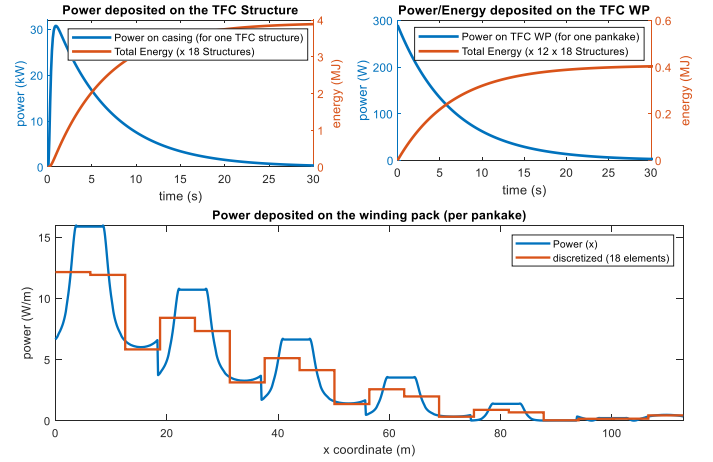 Power deposited on the TFC Structure
Power on casing (for one TFC structure)
Total Energy (x 18 Structures)
power (kW)
30
20
10
0
energy (MJ)
4
3
2
1
0
0 5 10 15 20 25 30
time (s)
Power/Energy deposited on the TFC WP
Power on TFC WP (for one pankake)
Total Energy (x 12 x 18 Structures)
power (W)
300
200
100
0
energy (MJ)
0.6
0.4
0.2
0
0 5 10 15 20 25 30
time (s)
Power deposited on the winding pack (per pankake)
Power (x)
discretized (18 elements)
power (W/m)
15
10
5
0
0 20 40 60 80 100
x coordinate (m)